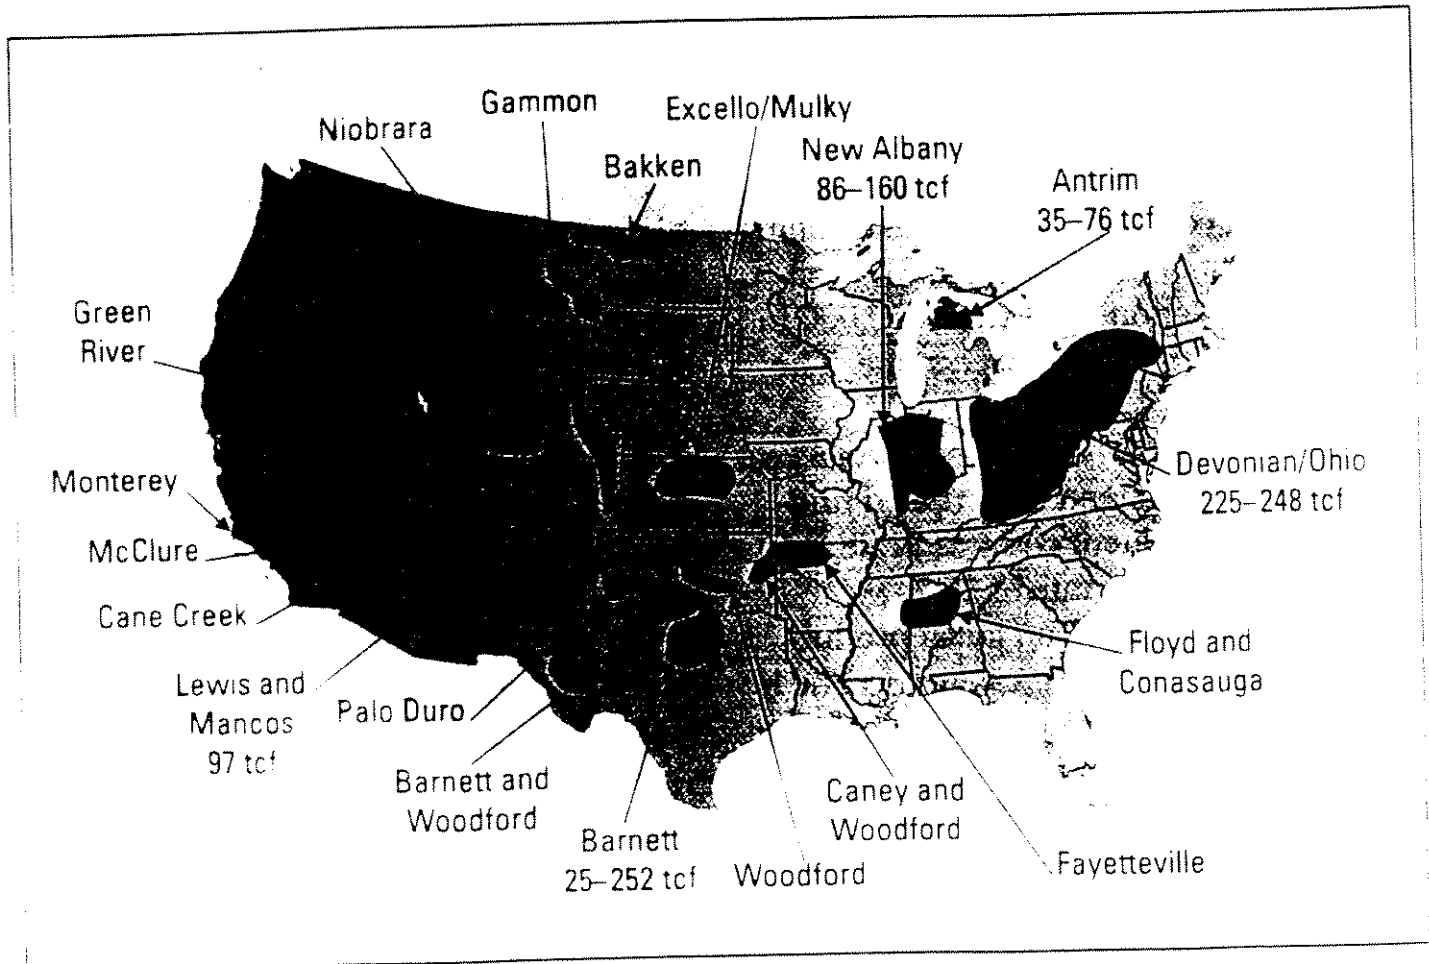 Gammon
Excello/Mulky
Niobrara
New Albany
86–160 tcf
Bakken
Antrim
35–76 tcf
Green
River
Monterey
Devonian/Ohio
225–248 tcf
McClure
Cane Creek
Floyd and
Conasauga
Lewis and
Mancos
97 tcf
Palo Duro
Barnett and
Woodford
Caney and
Woodford
Barnett
25–252 tcf
Woodford
Fayetteville